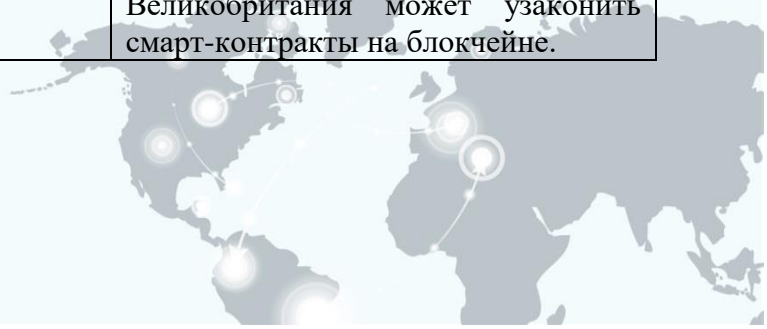 Великобритания может узаконить
смарт-контракты на блокчейне.